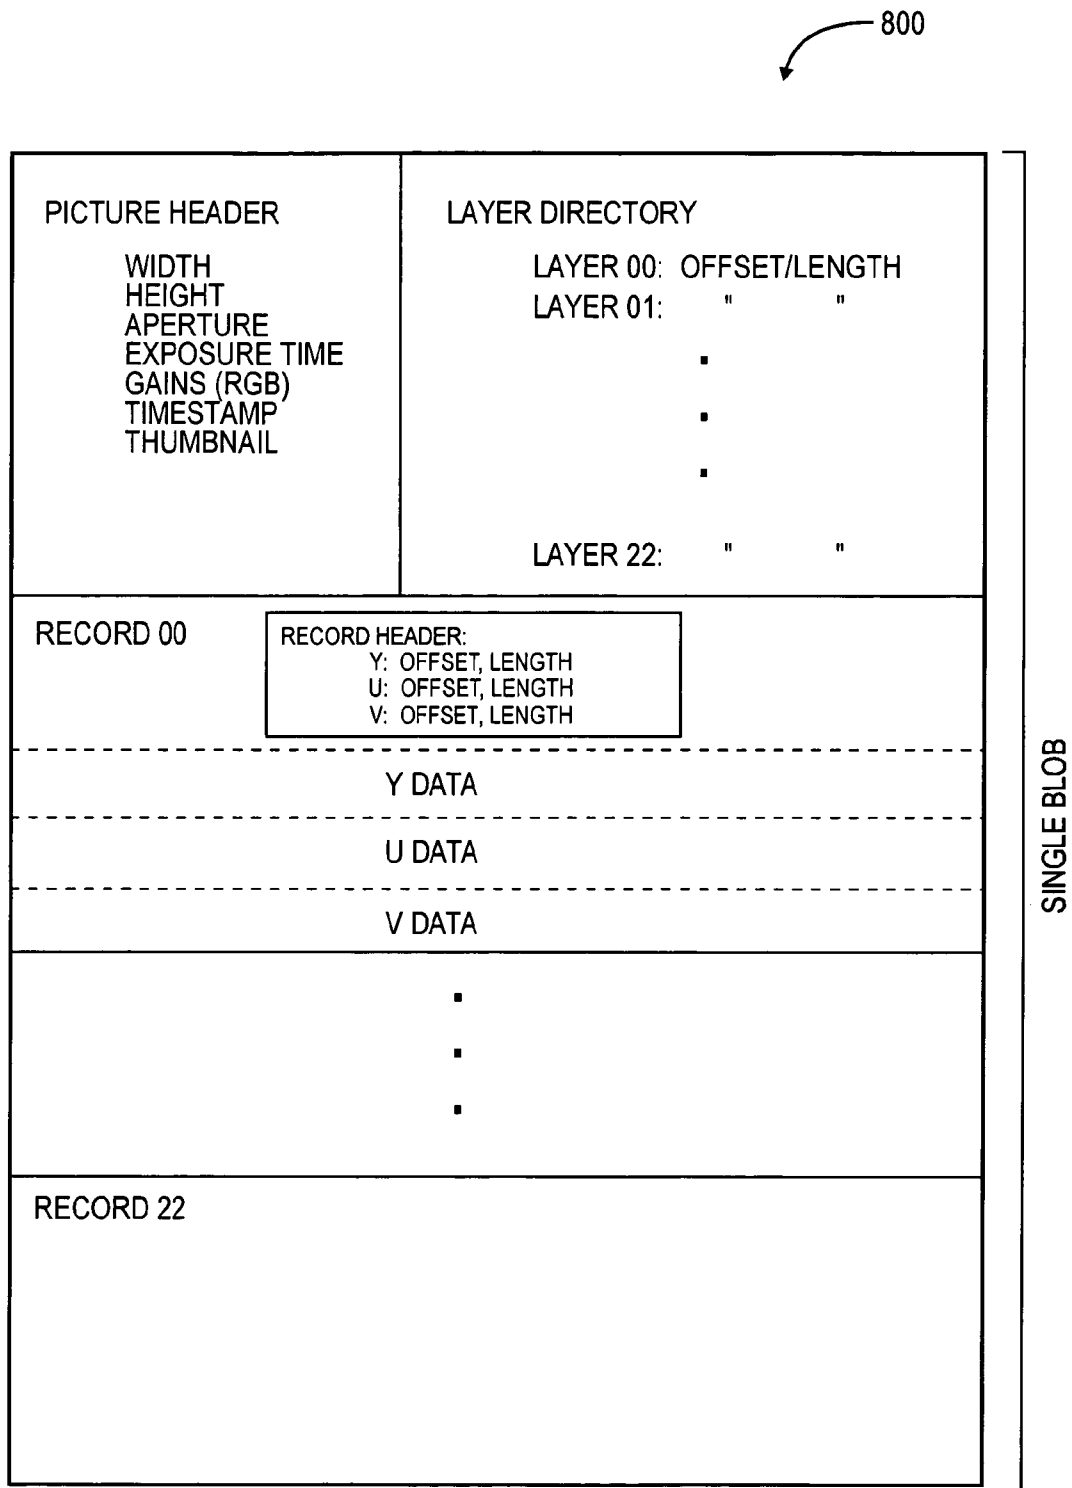 800
PICTURE HEADER
WIDTH
HEIGHT
APERTURE
EXPOSURE TIME
GAINS (RGB)
TIMESTAMP
THUMBNAIL
LAYER DIRECTORY
LAYER 00: OFFSET/LENGTH
LAYER 01: " "
LAYER 22: " "
RECORD 00
RECORD HEADER:
Y: OFFSET, LENGTH
U: OFFSET, LENGTH
V: OFFSET, LENGTH
Y DATA
U DATA
V DATA
RECORD 22
SINGLE BLOB